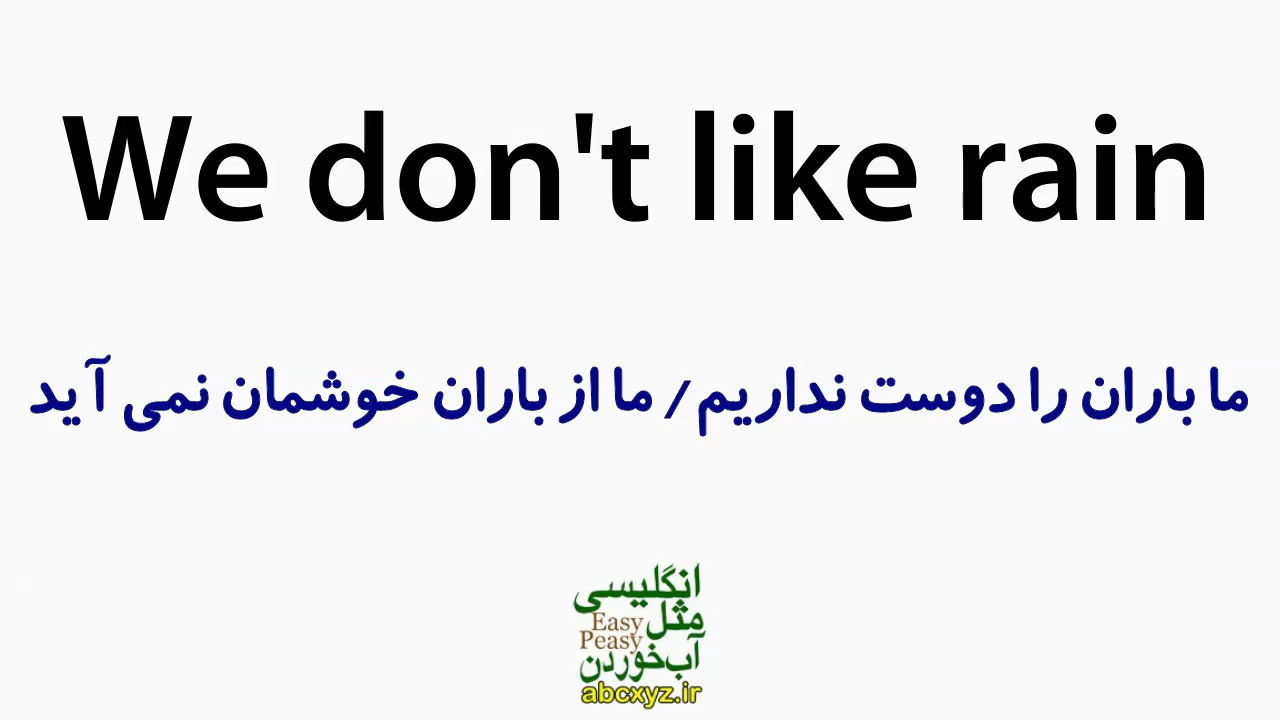 We don't like rain
ما باران را دوست نداریم/ ما از باران خوشمان نمی آید
انگلیسی
مثل
Easy
Peasy
آب‌خوردن
abcxyz.ir